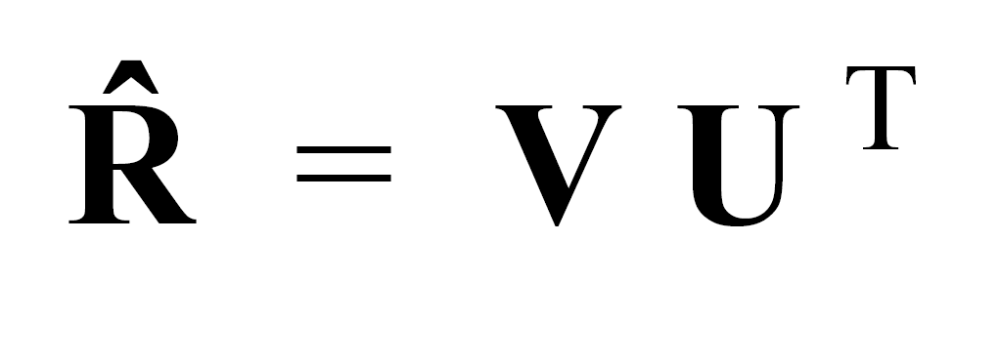 R̂ = V U^T